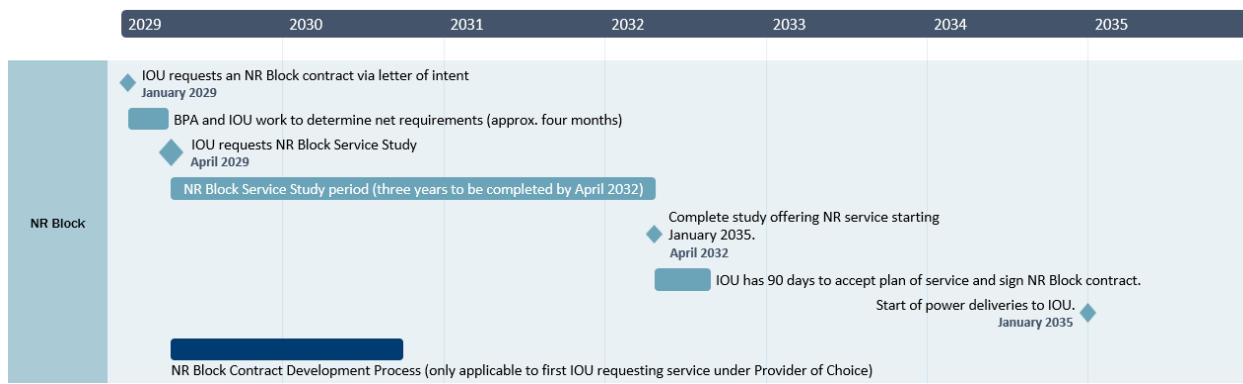 2029 2030 2031 2032 2033 2034 2035
IOU requests an NR Block contract via letter of intent
January 2029
BPA and IOU work to determine net requirements (approx. four months)
IOU requests NR Block Service Study
April 2029
NR Block Service Study period (three years to be completed by April 2032)
NR Block
Complete study offering NR service starting
January 2035.
April 2032
IOU has 90 days to accept plan of service and sign NR Block contract.
Start of power deliveries to IOU.
January 2035
NR Block Contract Development Process (only applicable to first IOU requesting service under Provider of Choice)